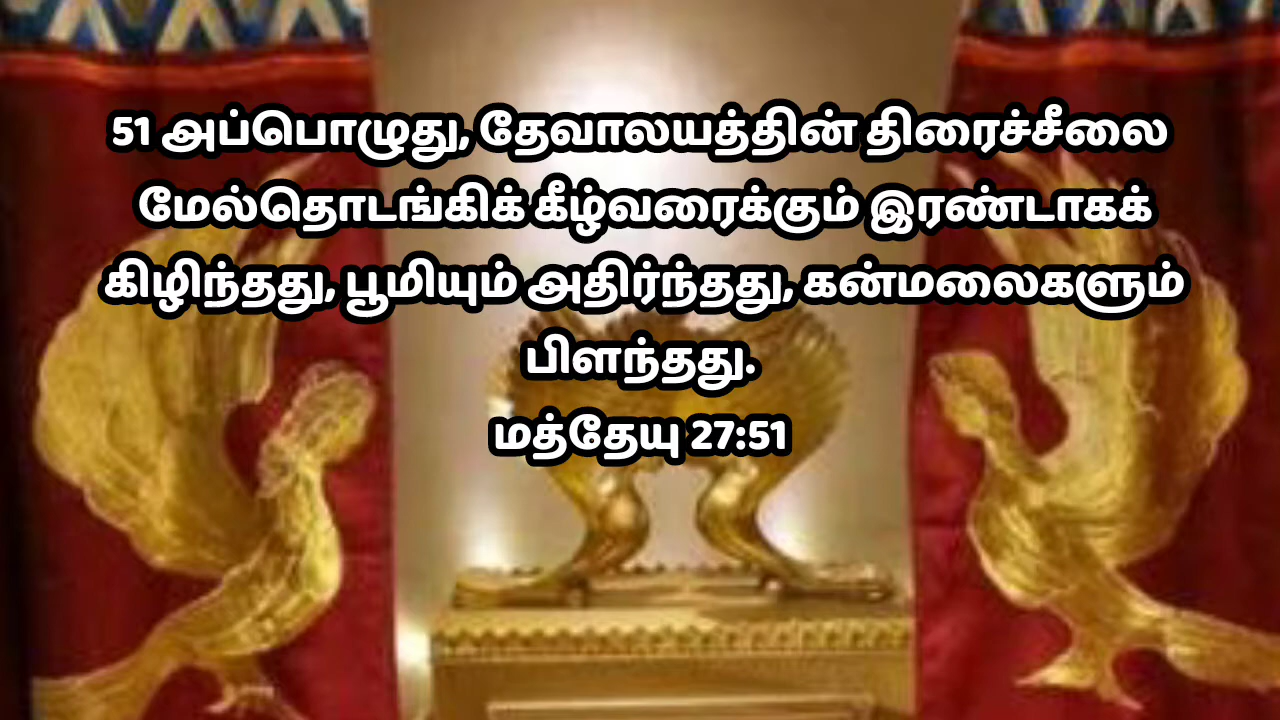 51 அப்பொழுது, தேவாலயத்தின் திரைச்சீலை
மேல்தொடங்கிக் கீழ்வரைக்கும் இரண்டாகக்
கிழிந்தது, பூமியும் அதிர்ந்தது, கன்மலைகளும்
பிளந்தது.
மத்தேயு 27:51